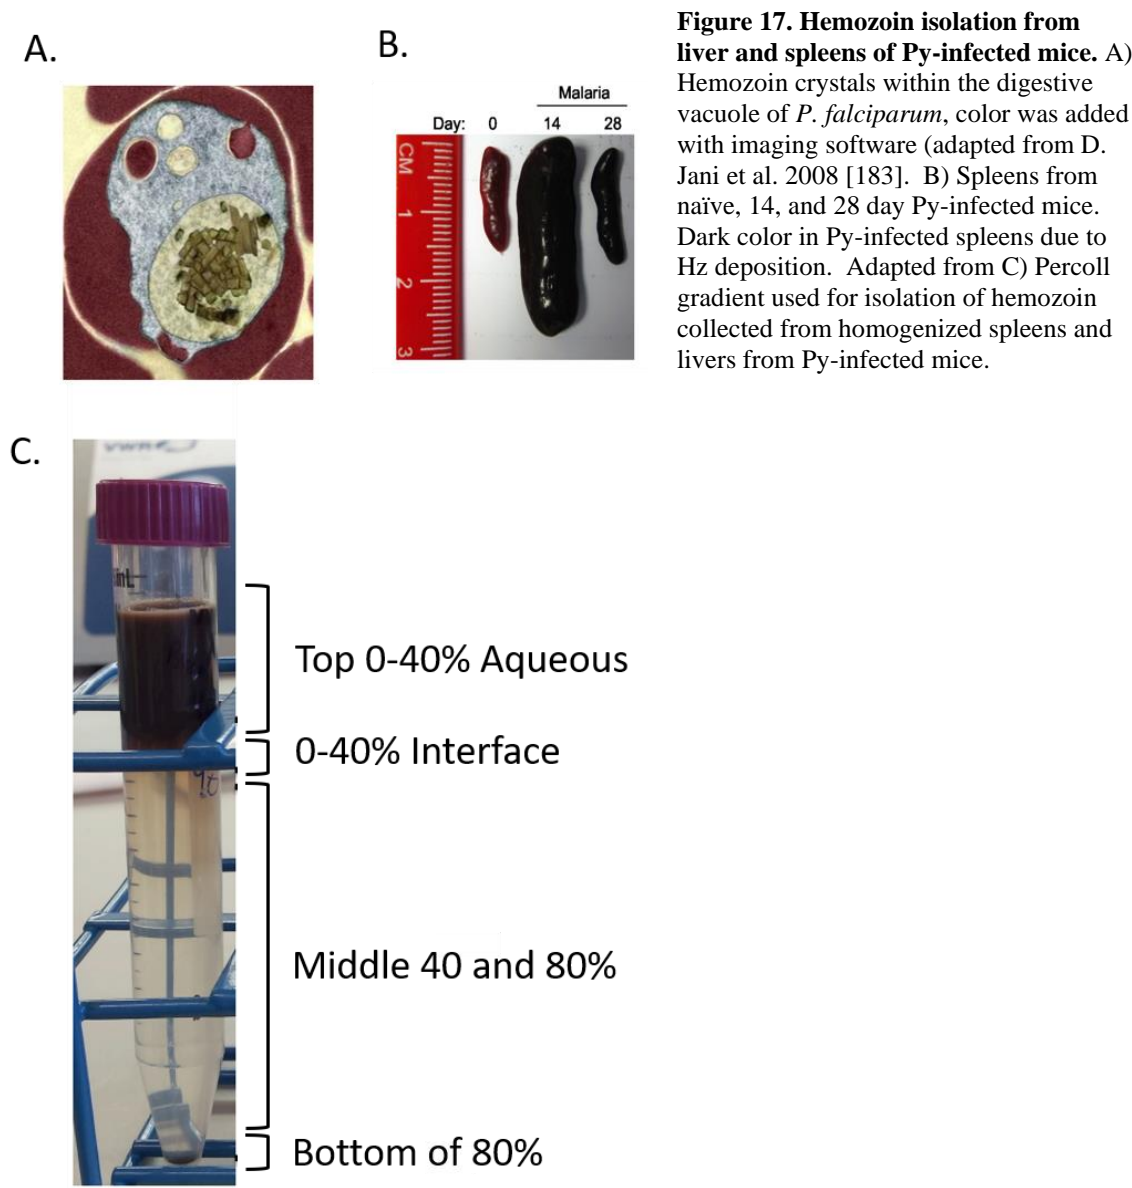 A.
B.
Malaria
Day: 0 14 28
CM
1
2
3
Figure 17. Hemozoin isolation from
liver and spleens of Py-infected mice. A)
Hemozoin crystals within the digestive
vacuole of P. falciparum, color was added
with imaging software (adapted from D.
Jani et al. 2008 [183]. B) Spleens from
naïve, 14, and 28 day Py-infected mice.
Dark color in Py-infected spleens due to
Hz deposition. Adapted from C) Percoll
gradient used for isolation of hemozoin
collected from homogenized spleens and
livers from Py-infected mice.
C.
Top 0-40% Aqueous
0-40% Interface
Middle 40 and 80%
Bottom of 80%